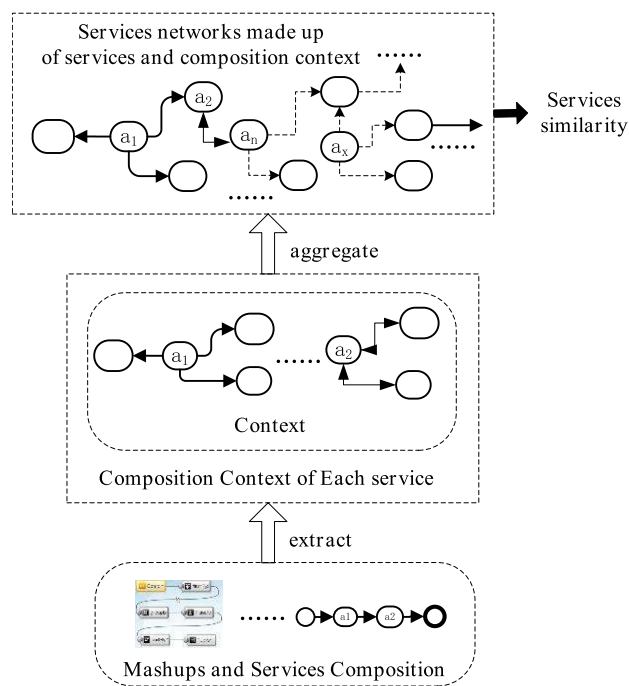 Services networks made up
of services and composition context
......
a2
a1
an
ax
......
......
Services
similarity
aggregate
a1
......
a2
Context
Composition Context of Each service
extract
......
a1
a2
Mashups and Services Composition